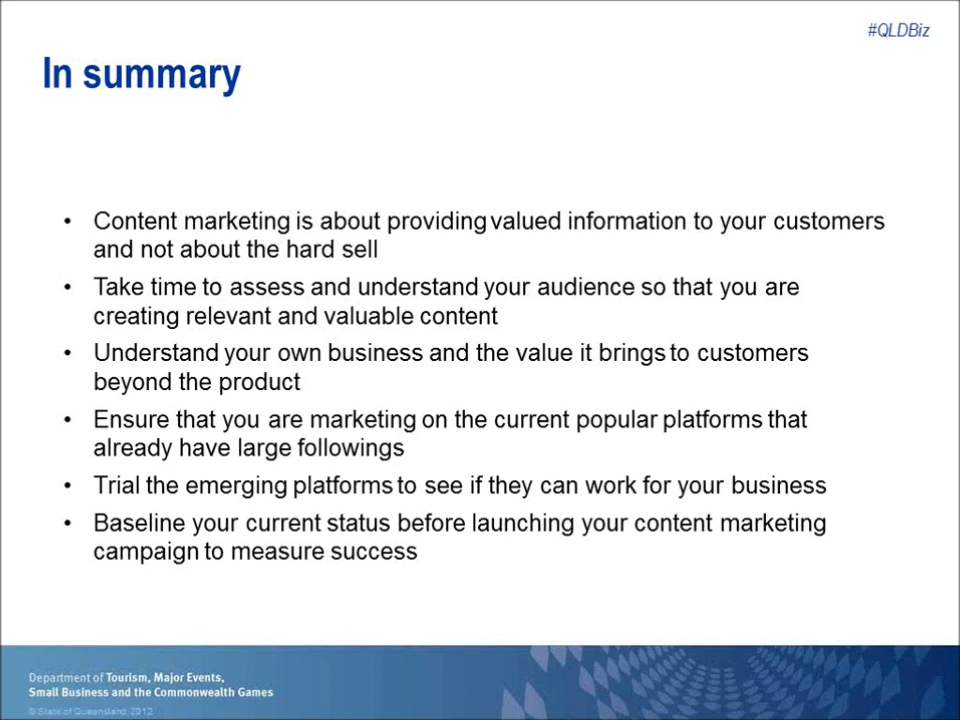 #QLDBiz
In summary
• Content marketing is about providing valued information to your customers
and not about the hard sell
• Take time to assess and understand your audience so that you are
creating relevant and valuable content
• Understand your own business and the value it brings to customers
beyond the product
• Ensure that you are marketing on the current popular platforms that
already have large followings
• Trial the emerging platforms to see if they can work for your business
• Baseline your current status before launching your content marketing
campaign to measure success
Department of Tourism, Major Events,
Small Business and the Commonwealth Games
© State of Queensland, 2012